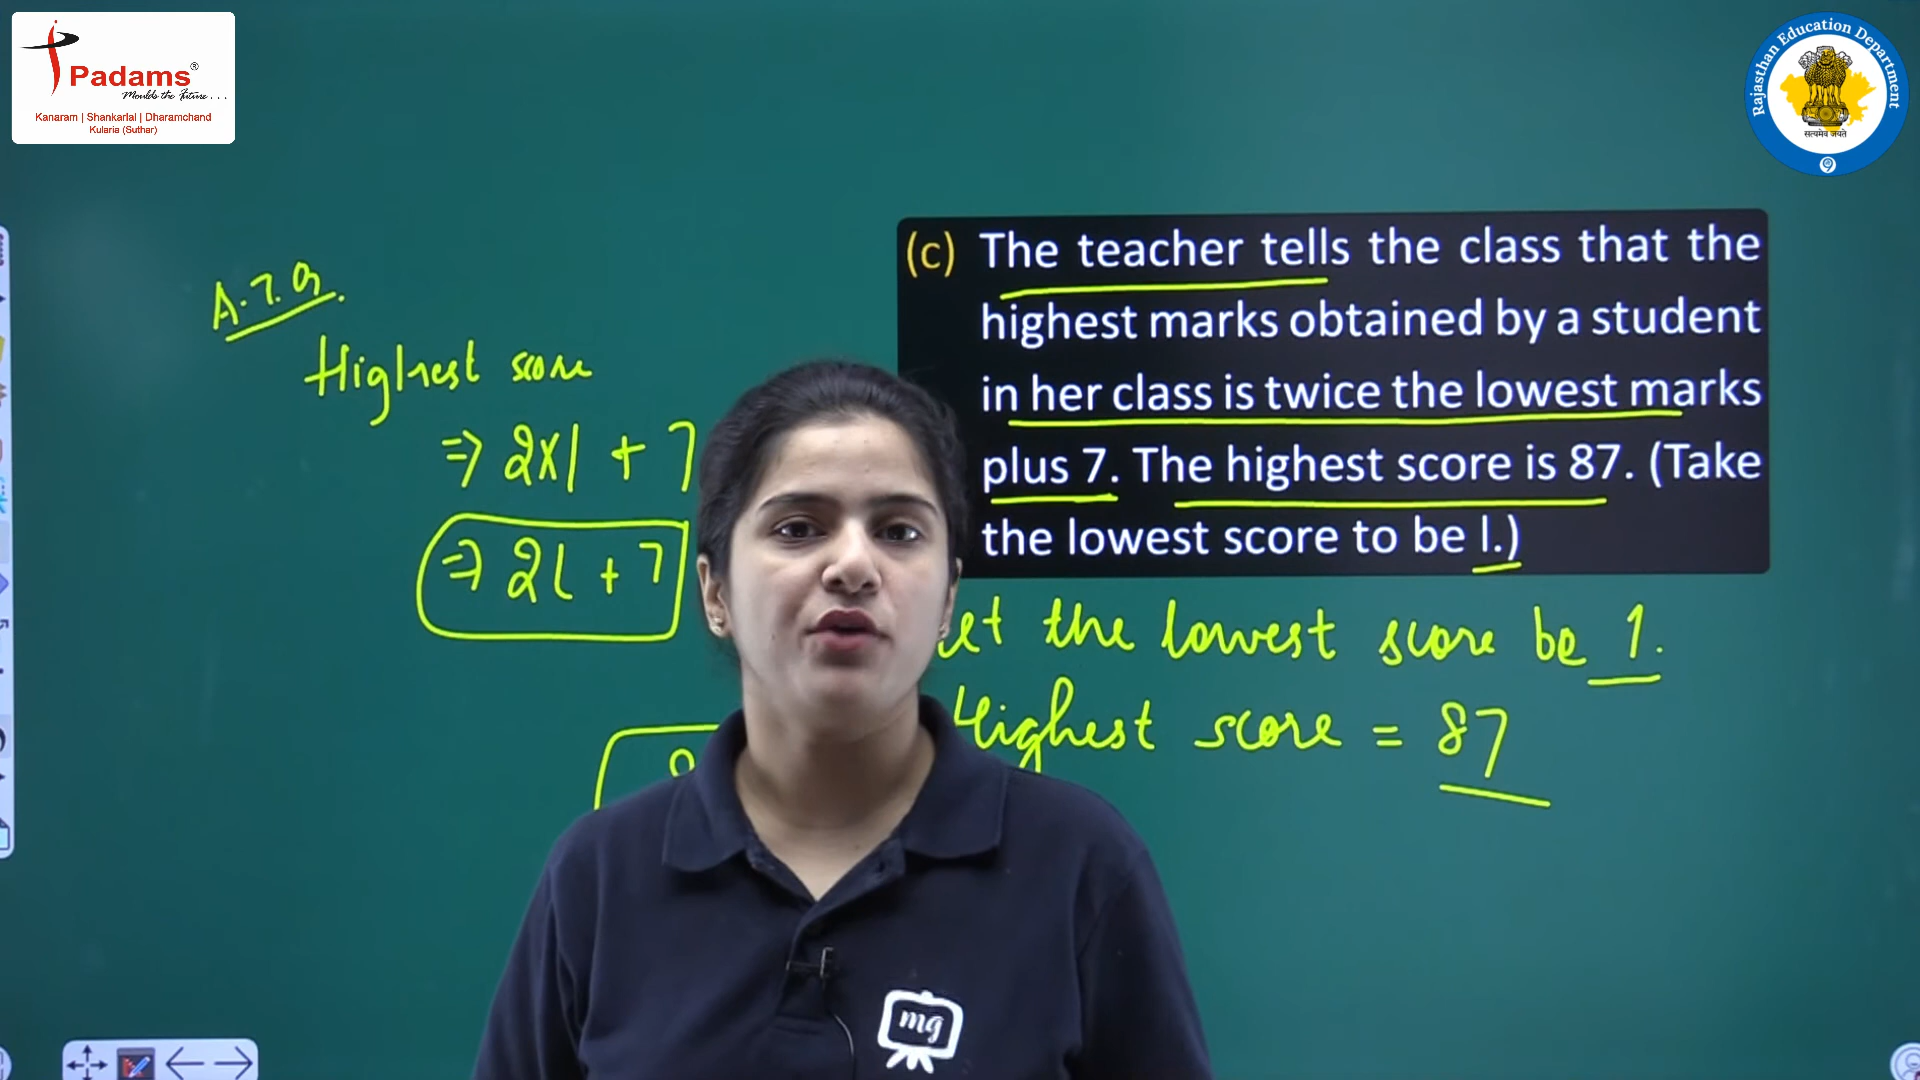 Padams®
Moulds the Future...
Kanaram | Shankarlal | Dharamchand
Kularia (Suthar)
Rajasthan Education Department
सत्यमेव जयते
(c) The teacher tells the class that the
highest marks obtained by a student
in her class is twice the lowest marks
plus 7. The highest score is 87. (Take
the lowest score to be l.)
A.T.Q.
Highest score
⇒ 2×l + 7
⇒ 2l + 7
et the lowest score be l.
Highest score = 87
mg